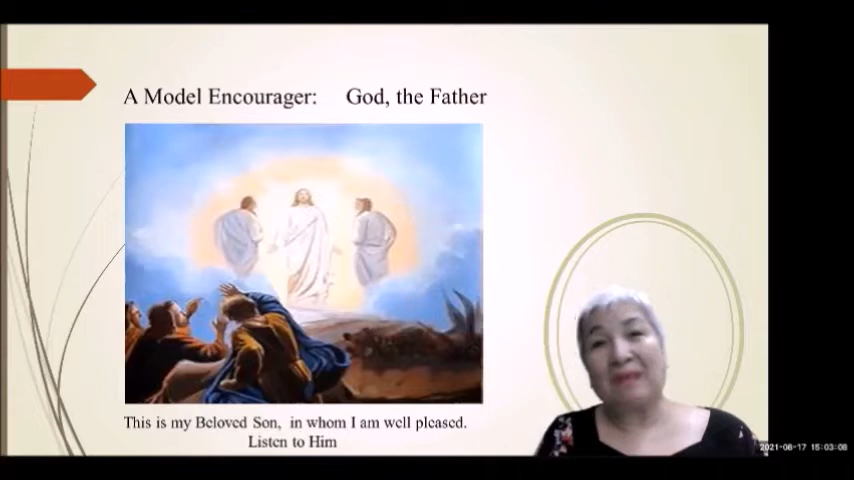 A Model Encourager: God, the Father
This is my Beloved Son, in whom I am well pleased.
Listen to Him
2021-08-17 15:03:08